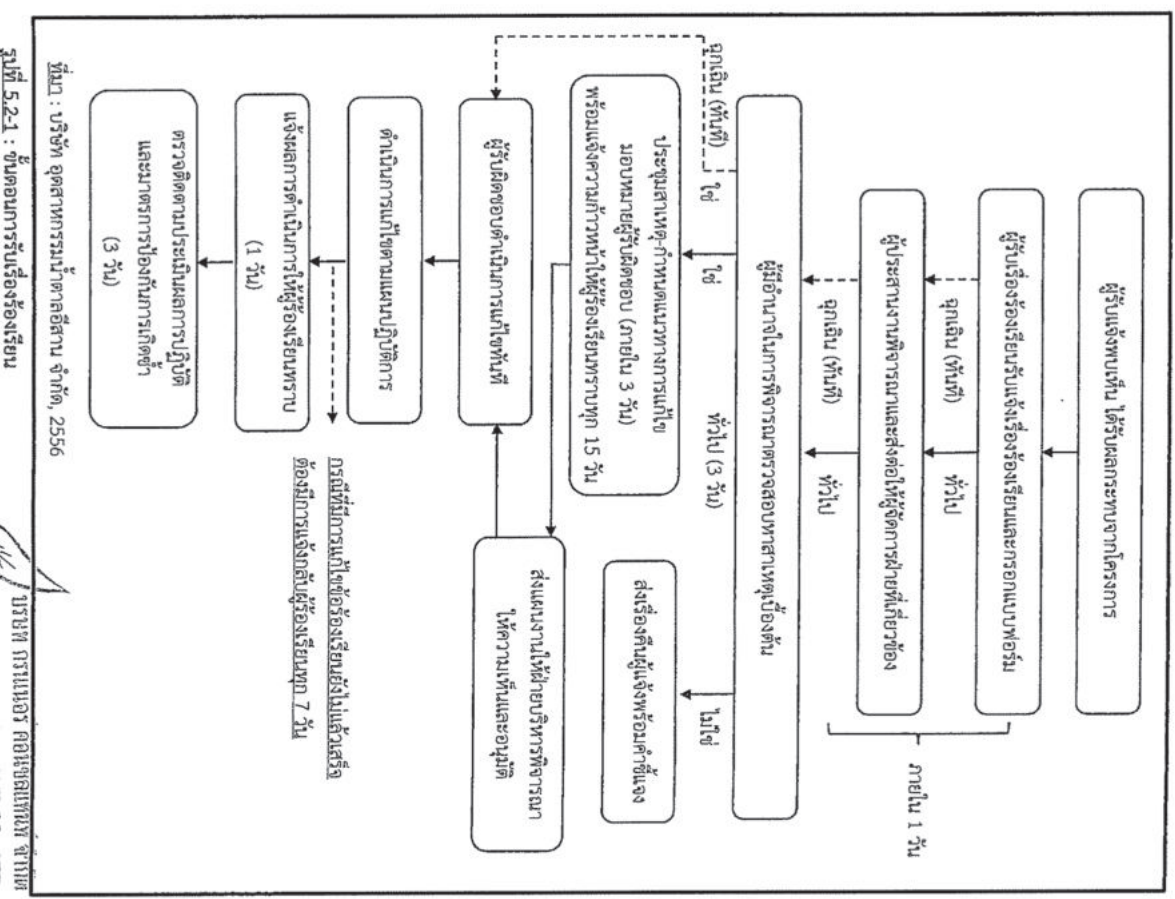 ผู้รับแจ้งพบเห็น ได้รับผลกระทบจากโครงการ
ผู้รับเรื่องร้องเรียนรับแจ้งเรื่องร้องเรียนและกรอกแบบฟอร์ม
ฉุกเฉิน (ทันที)
ทั่วไป
ภายใน 1 วัน
ผู้ประสานงานพิจารณาและส่งต่อให้ผู้จัดการฝ่ายที่เกี่ยวข้อง
ฉุกเฉิน (ทันที)
ทั่วไป
ผู้มีอำนาจในการพิจารณาตรวจสอบหาสาเหตุเบื้องต้น
ฉุกเฉิน (ทันที)
ใช่
ใช่
ทั่วไป (3 วัน)
ไม่ใช่
ประชุมสาเหตุ-กำหนดแนวทางการแก้ไข
มอบหมายผู้รับผิดชอบ (ภายใน 3 วัน)
พร้อมแจ้งความก้าวหน้าให้ผู้ร้องเรียนทราบทุก 15 วัน
ส่งเรื่องคืนผู้แจ้งพร้อมคำชี้แจง
ผู้รับผิดชอบดำเนินการแก้ไขทันที
ส่งแผนงานให้ฝ่ายบริหารพิจารณา
ให้ความเห็นและอนุมัติ
ดำเนินการแก้ไขตามแผนปฏิบัติการ
กรณีที่มีการแก้ไขข้อร้องเรียนยังไม่แล้วเสร็จ
ต้องมีการแจ้งกลับผู้ร้องเรียนทุก 7 วัน
แจ้งผลการดำเนินการให้ผู้ร้องเรียนทราบ
(1 วัน)
ตรวจติดตามประเมินผลการปฏิบัติ
และมาตรการป้องกันการเกิดซ้ำ
(3 วัน)
ที่มา : บริษัท อุตสาหกรรมน้ำตาลอีสาน จำกัด, 2556
รูปที่ 5.2-1 : ขั้นตอนการรับเรื่องร้องเรียน